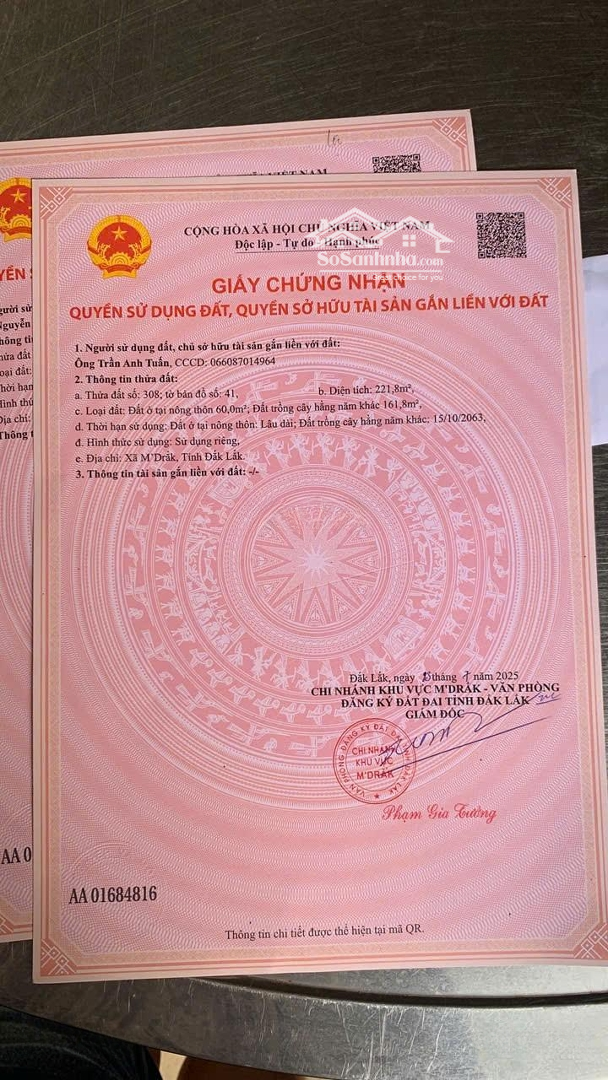 CỘNG HÒA XÃ HỘI CHỦ NGHĨA VIỆT NAM
Độc lập - Tự do - Hạnh phúc
SoSanhnha.com
GIẤY CHỨNG NHẬN
QUYỀN SỬ DỤNG ĐẤT, QUYỀN SỞ HỮU TÀI SẢN GẮN LIỀN VỚI ĐẤT
1. Người sử dụng đất, chủ sở hữu tài sản gắn liền với đất:
Ông Trần Anh Tuấn, CCCD: 066087014964
2. Thông tin thửa đất:
a. Thửa đất số: 308; tờ bản đồ số: 41, b. Diện tích: 221,8m²,
c. Loại đất: Đất ở tại nông thôn 60,0m²; Đất trồng cây hằng năm khác 161,8m²,
d. Thời hạn sử dụng: Đất ở tại nông thôn: Lâu dài; Đất trồng cây hằng năm khác: 15/10/2063,
đ. Hình thức sử dụng: Sử dụng riêng,
e. Địa chỉ: Xã M'Drắk, Tỉnh Đắk Lắk.
3. Thông tin tài sản gắn liền với đất: -/-
Đắk Lắk, ngày tháng 7 năm 2025
CHI NHÁNH KHU VỰC M'DRẮK - VĂN PHÒNG
ĐĂNG KÝ ĐẤT ĐAI TỈNH ĐẮK LẮK
GIÁM ĐỐC
CHI NHÁNH
KHU VỰC
M'DRẮK
Phạm Gia Tưởng
AA 01684816
Thông tin chi tiết được thể hiện tại mã QR.
AA 0